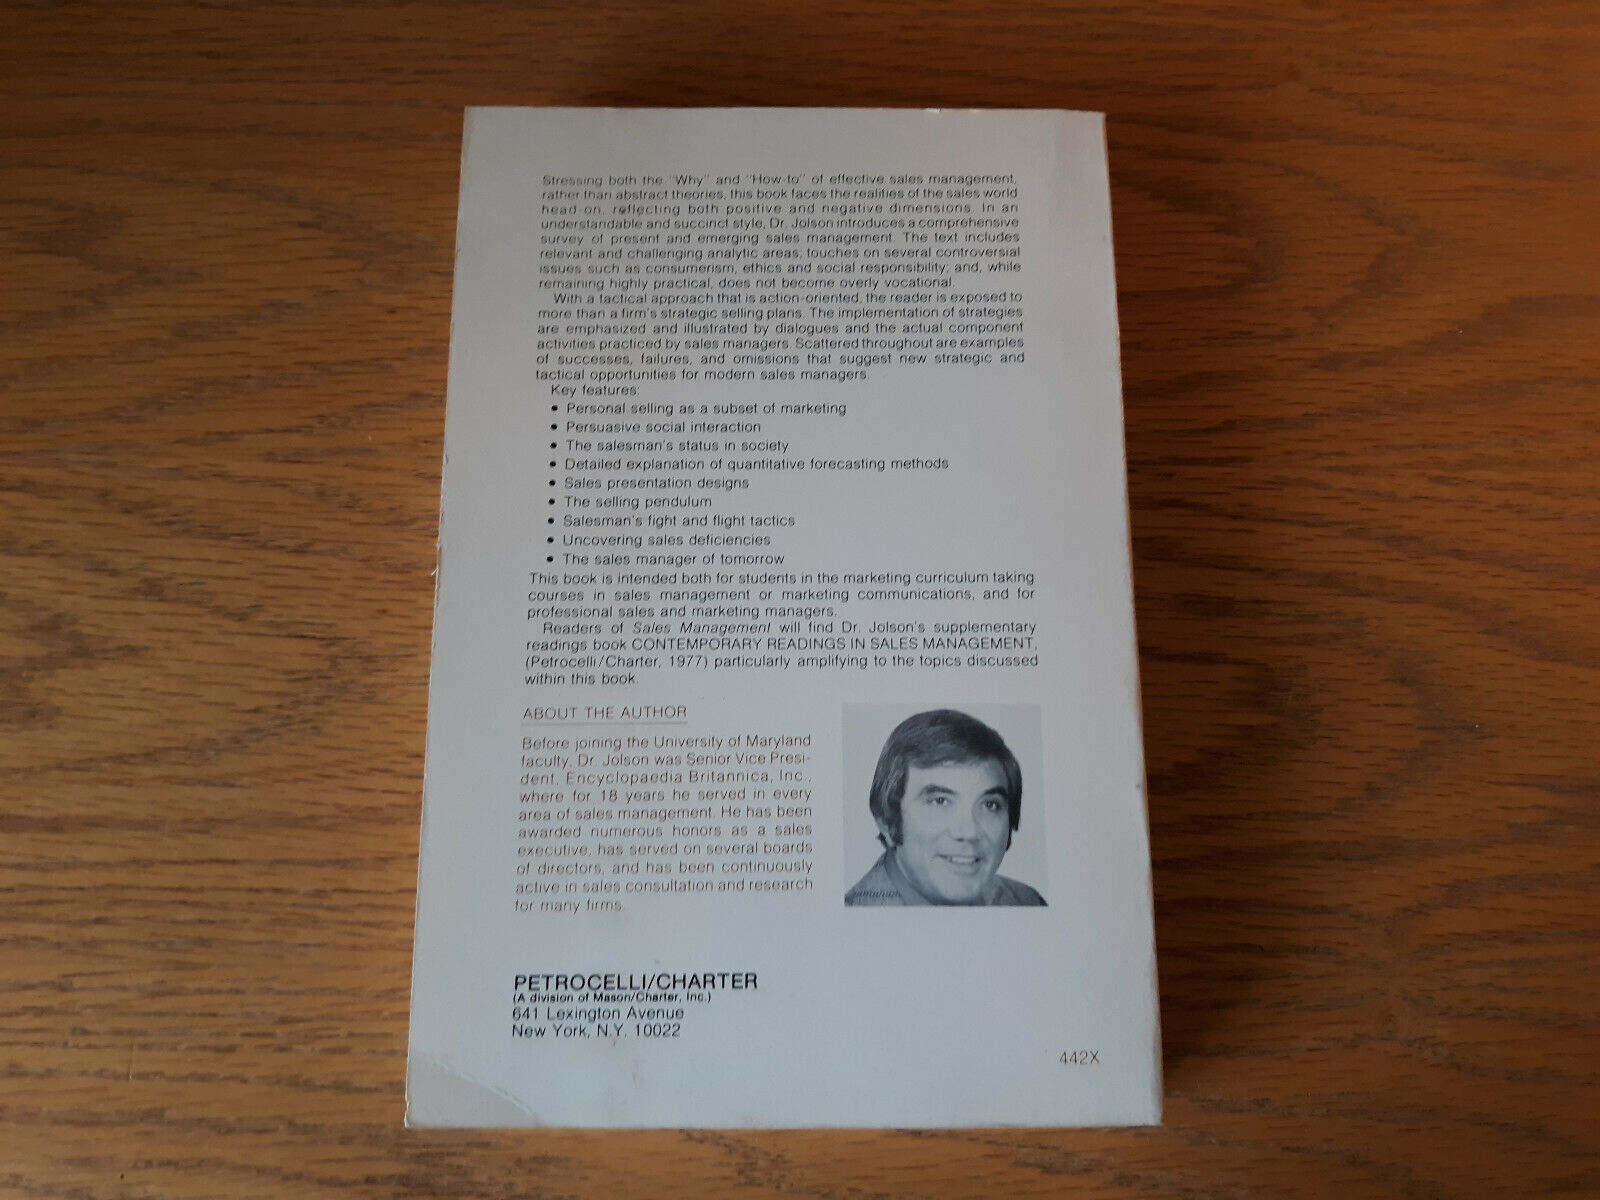 Stressing both the "Why" and "How-to" of effective sales management,
rather than abstract theories, this book faces the realities of the sales world
head-on, reflecting both positive and negative dimensions. In an
understandable and succinct style, Dr. Jolson introduces a comprehensive
survey of present and emerging sales management. The text includes
relevant and challenging analytic areas; touches on several controversial
issues such as consumerism, ethics and social responsibility; and, while
remaining highly practical, does not become overly vocational.
With a tactical approach that is action-oriented, the reader is exposed to
more than a firm's strategic selling plans. The implementation of strategies
are emphasized and illustrated by dialogues and the actual component
activities practiced by sales managers. Scattered throughout are examples
of successes, failures, and omissions that suggest new strategic and
tactical opportunities for modern sales managers.
Key features:
• Personal selling as a subset of marketing
• Persuasive social interaction
• The salesman's status in society
• Detailed explanation of quantitative forecasting methods
• Sales presentation designs
• The selling pendulum
• Salesman's fight and flight tactics
• Uncovering sales deficiencies
• The sales manager of tomorrow
This book is intended both for students in the marketing curriculum taking
courses in sales management or marketing communications, and for
professional sales and marketing managers.
Readers of Sales Management will find Dr. Jolson's supplementary
readings book CONTEMPORARY READINGS IN SALES MANAGEMENT,
(Petrocelli/Charter, 1977) particularly amplifying to the topics discussed
within this book.
ABOUT THE AUTHOR
Before joining the University of Maryland
faculty, Dr. Jolson was Senior Vice Presi-
dent, Encyclopaedia Britannica, Inc.,
where for 18 years he served in every
area of sales management. He has been
awarded numerous honors as a sales
executive, has served on several boards
of directors, and has been continuously
active in sales consultation and research
for many firms.
PETROCELLI/CHARTER
(A division of Mason/Charter, Inc.)
641 Lexington Avenue
New York, N.Y. 10022
442X